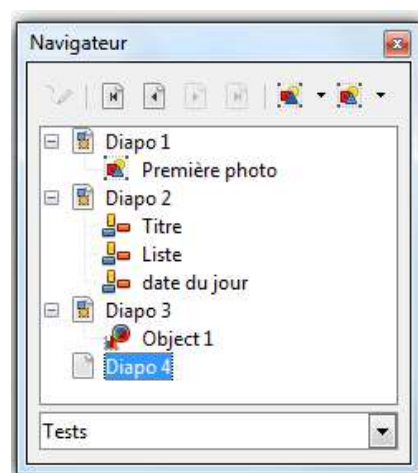 Navigateur
Diapo 1
Première photo
Diapo 2
Titre
Liste
date du jour
Diapo 3
Object 1
Diapo 4
Tests